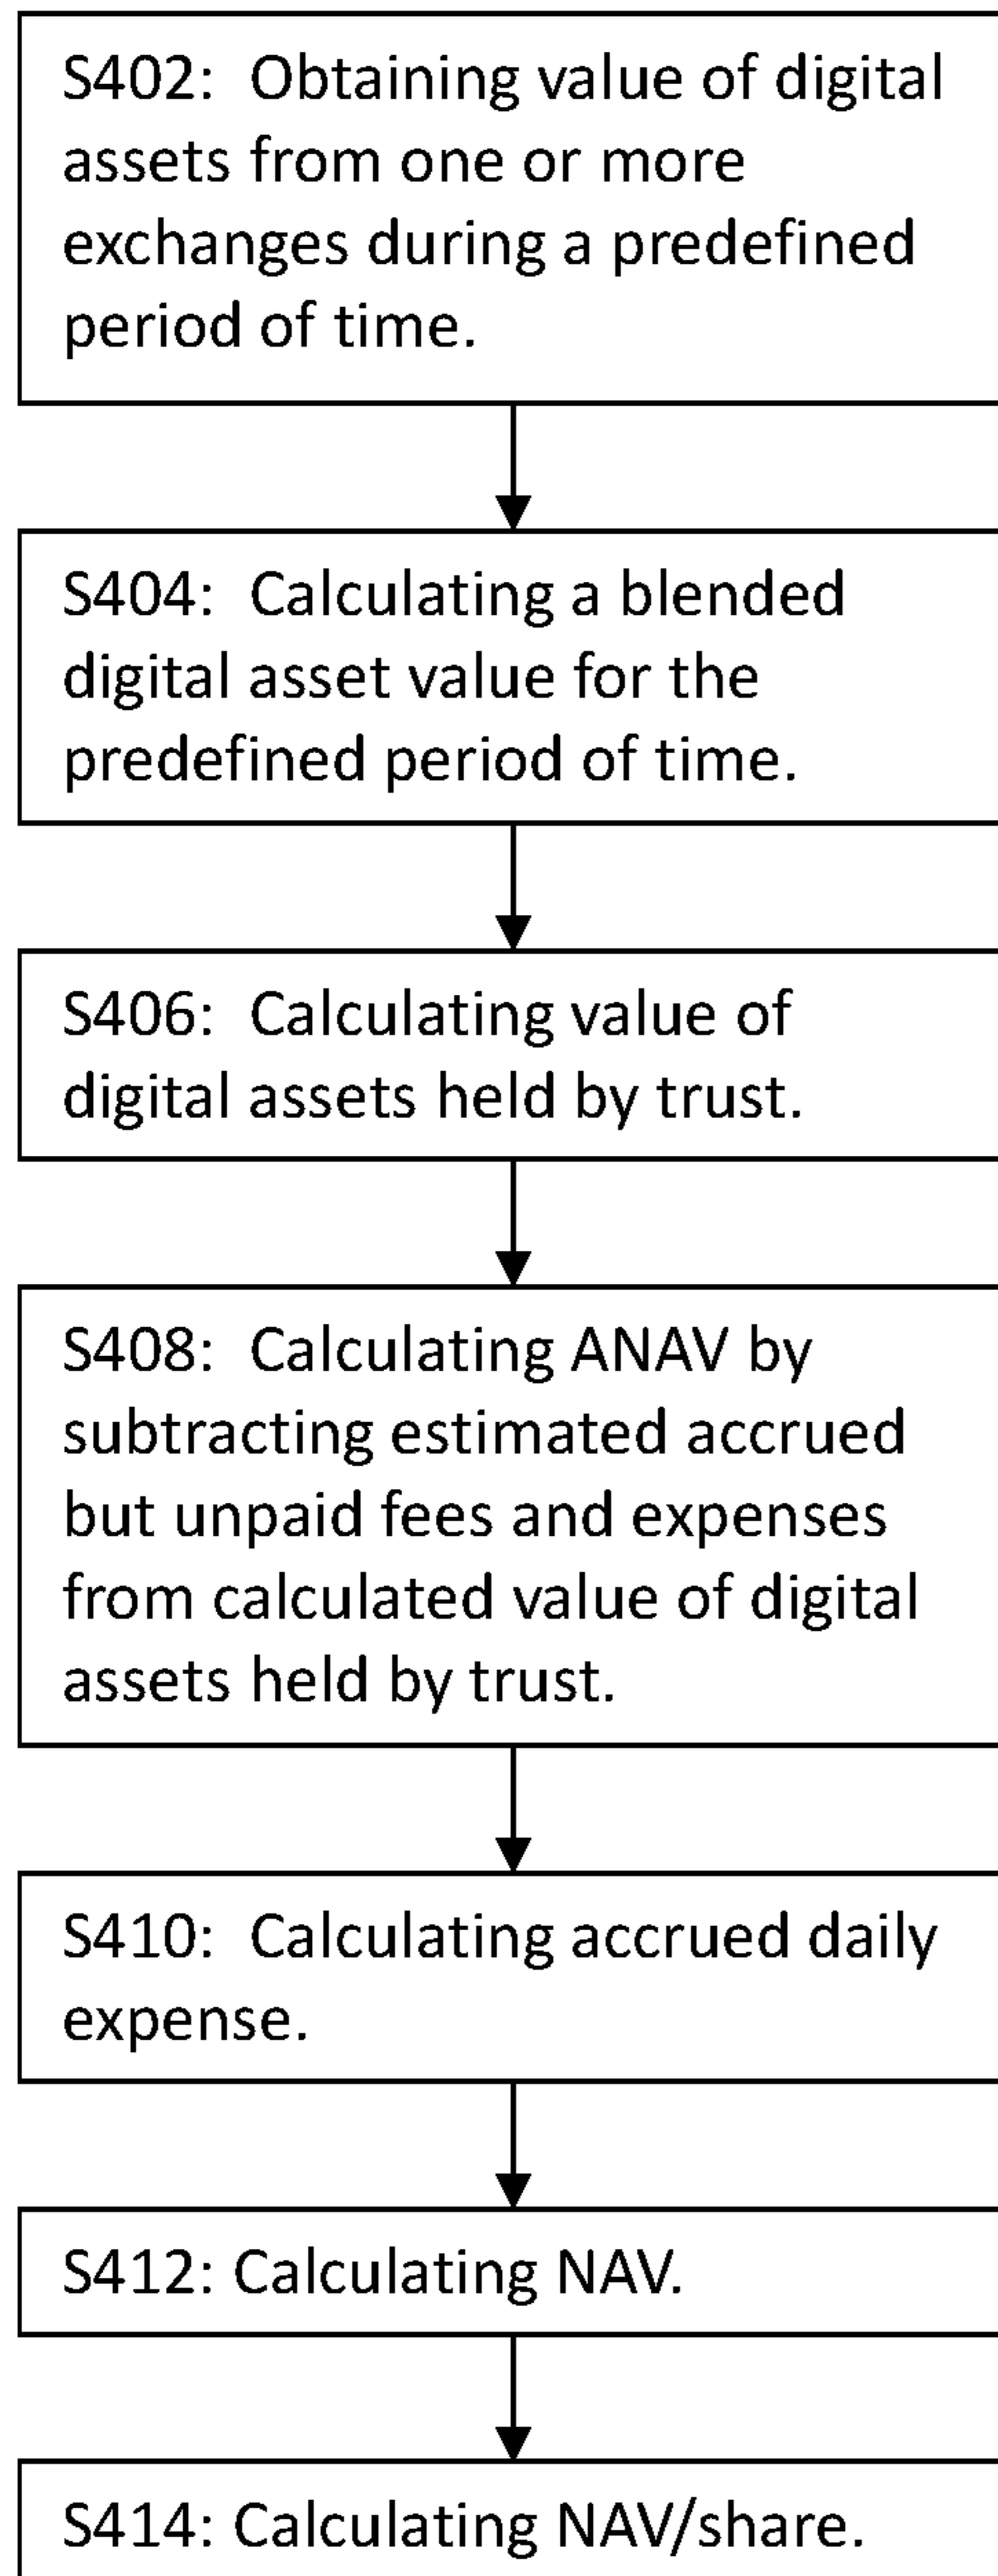 S402:  Obtaining value of digital
assets from one or more
exchanges during a predefined
period of time.
S404:  Calculating a blended
digital asset value for the
predefined period of time.
S406:  Calculating value of
digital assets held by trust.
S408:  Calculating ANAV by
subtracting estimated accrued
but unpaid fees and expenses
from calculated value of digital
assets held by trust.
S410:  Calculating accrued daily
expense.
S412: Calculating NAV.
S414: Calculating NAV/share.